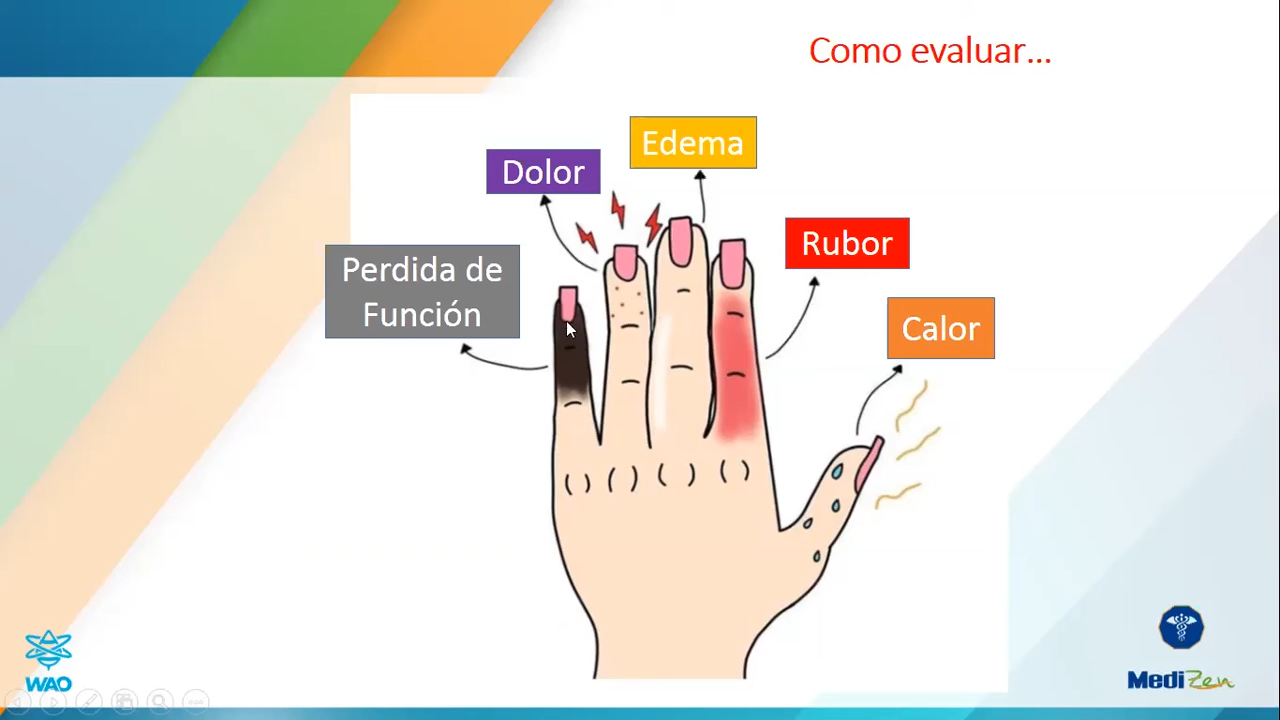 Como evaluar...
Edema
Dolor
Rubor
Perdida de
Función
Calor
WAO
MediZen